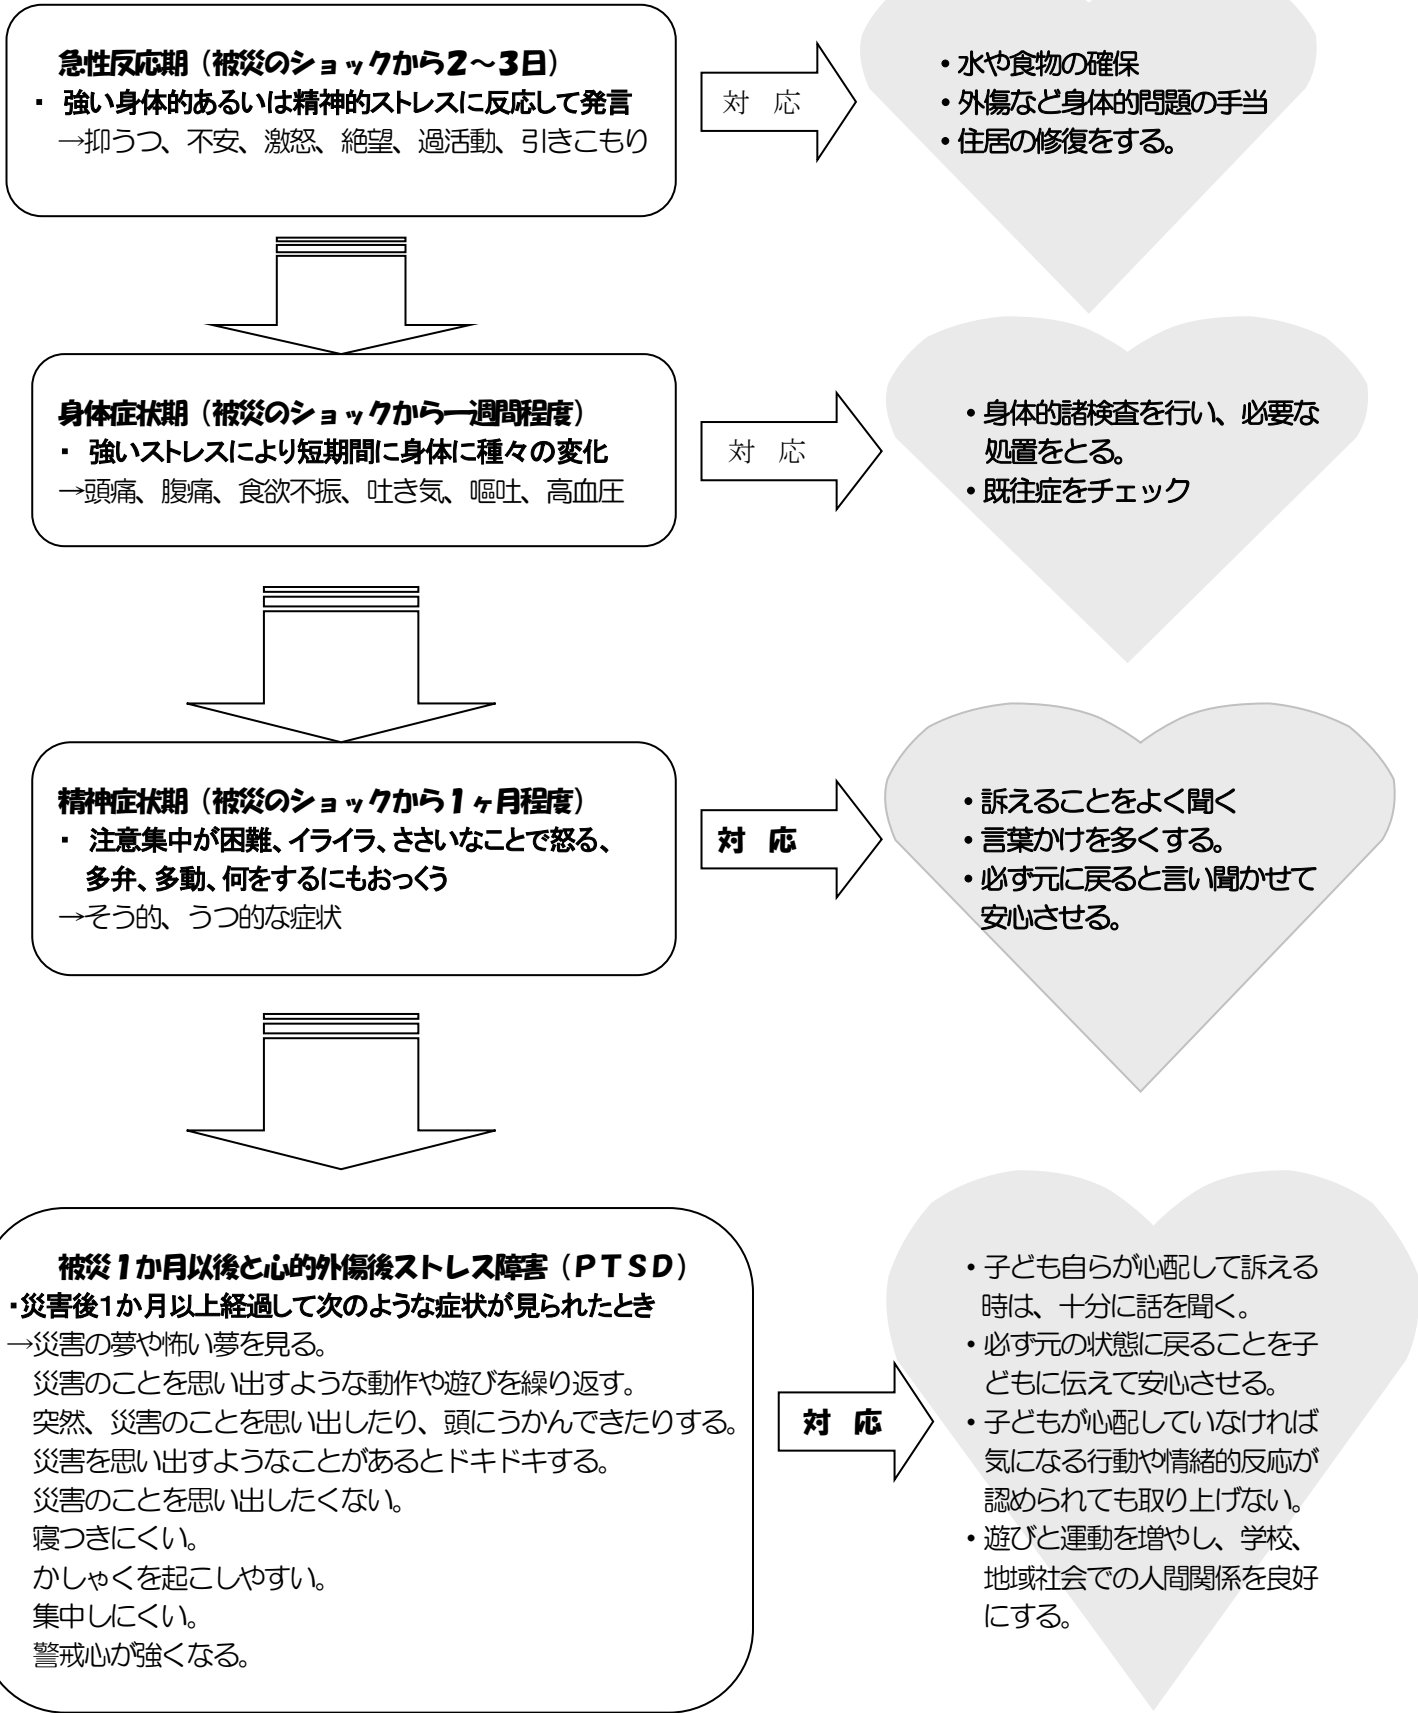 急性反応期（被災のショックから２～３日）
・ 強い身体的あるいは精神的ストレスに反応して発言
→抑うつ、不安、激怒、絶望、過活動、引きこもり
対　応
・水や食物の確保
・外傷など身体的問題の手当
・住居の修復をする。
身体症状期（被災のショックから一週間程度）
・ 強いストレスにより短期間に身体に種々の変化
→頭痛、腹痛、食欲不振、吐き気、嘔吐、高血圧
対　応
・身体的諸検査を行い、必要な
処置をとる。
・既往症をチェック
精神症状期（被災のショックから１ヶ月程度）
・ 注意集中が困難、イライラ、ささいなことで怒る、
多弁、多動、何をするにもおっくう
→そう的、うつ的な症状
対　応
・訴えることをよく聞く
・言葉かけを多くする。
・必ず元に戻ると言い聞かせて
安心させる。
被災１か月以後と心的外傷後ストレス障害（ＰＴＳＤ）
・災害後１か月以上経過して次のような症状が見られたとき
→災害の夢や怖い夢を見る。
災害のことを思い出すような動作や遊びを繰り返す。
突然、災害のことを思い出したり、頭にうかんできたりする。
災害を思い出すようなことがあるとドキドキする。
災害のことを思い出したくない。
寝つきにくい。
かしゃくを起こしやすい。
集中しにくい。
警戒心が強くなる。
対　応
・子ども自らが心配して訴える
時は、十分に話を聞く。
・必ず元の状態に戻ることを子
どもに伝えて安心させる。
・子どもが心配していなければ
気になる行動や情緒的反応が
認められても取り上げない。
・遊びと運動を増やし、学校、
地域社会での人間関係を良好
にする。